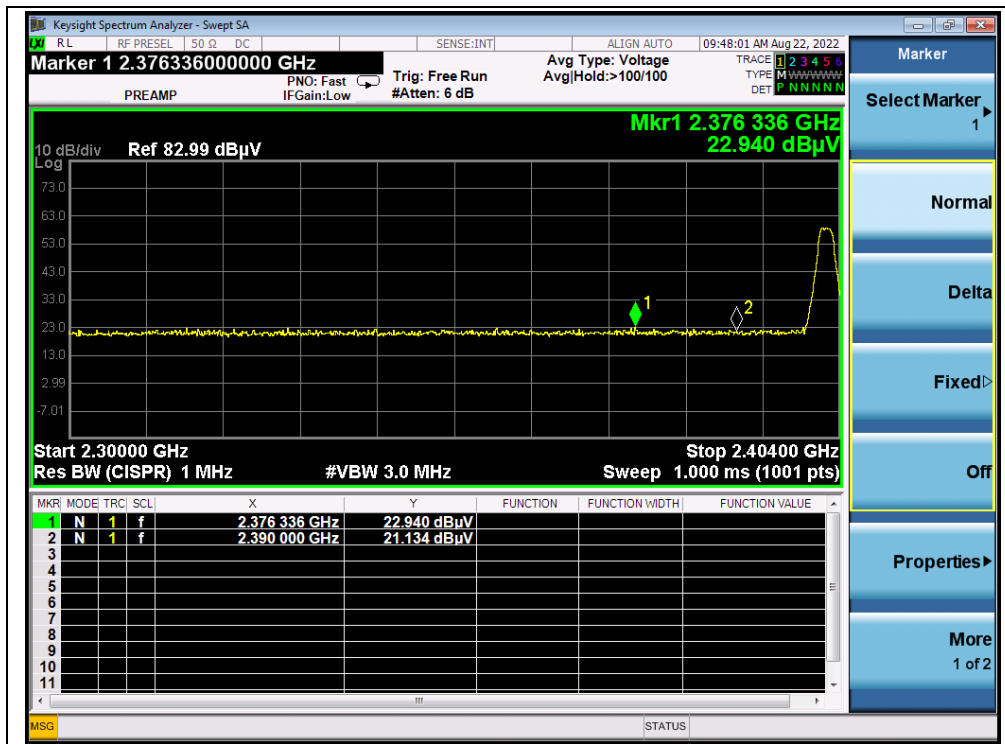 Keysight Spectrum Analyzer - Swept SA
LXI RL RF PRESEL 50 Ω DC SENSE:INT ALIGN AUTO 09:48:01 AM Aug 22, 2022
Marker 1 2.376336000000 GHz
PREAMP
PNO: Fast
IFGain:Low
Trig: Free Run
#Atten: 6 dB
Avg Type: Voltage
Avg|Hold:>100/100
TRACE 1 2 3 4 5 6
TYPE M WWWWW
DET P N N N N N
Mkr1 2.376 336 GHz
22.940 dBµV
10 dB/div Ref 82.99 dBµV
Log
73.0
63.0
53.0
43.0
33.0
23.0
13.0
2.99
-7.01
1
2
Start 2.30000 GHz Stop 2.40400 GHz
Res BW (CISPR) 1 MHz #VBW 3.0 MHz Sweep 1.000 ms (1001 pts)
MKR MODE TRC SCL X Y FUNCTION FUNCTION WIDTH FUNCTION VALUE
1 N 1 f 2.376 336 GHz 22.940 dBµV
2 N 1 f 2.390 000 GHz 21.134 dBµV
3
4
5
6
7
8
9
10
11
MSG STATUS
Marker
Select Marker
1
Normal
Delta
Fixed
Off
Properties
More
1 of 2